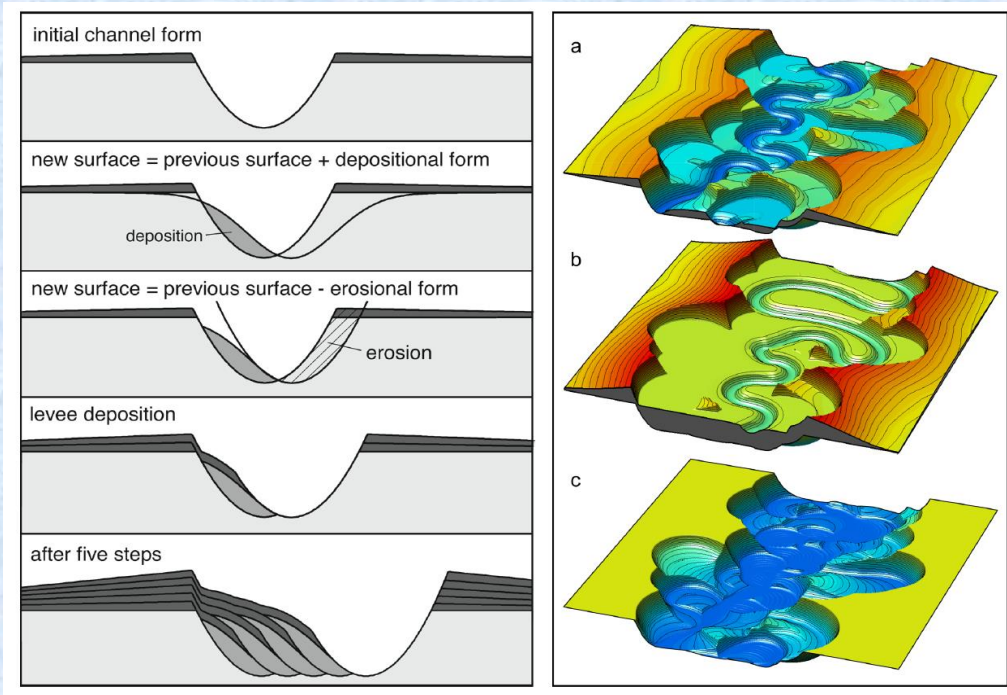 initial channel form
new surface = previous surface + depositional form
deposition
new surface = previous surface - erosional form
erosion
levee deposition
after five steps
a
b
c